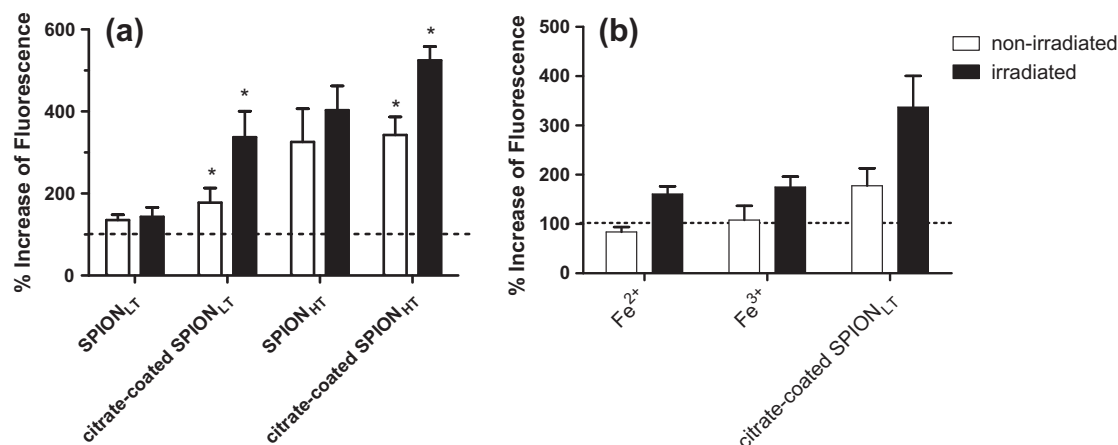 (a)
% Increase of Fluorescence
600
400
200
0
*
*
*
*
SPION_LT
citrate-coated SPION_LT
SPION_HT
citrate-coated SPION_HT
(b)
% Increase of Fluorescence
500
400
300
200
100
0
Fe²⁺
Fe³⁺
citrate-coated SPION_LT
non-irradiated
irradiated